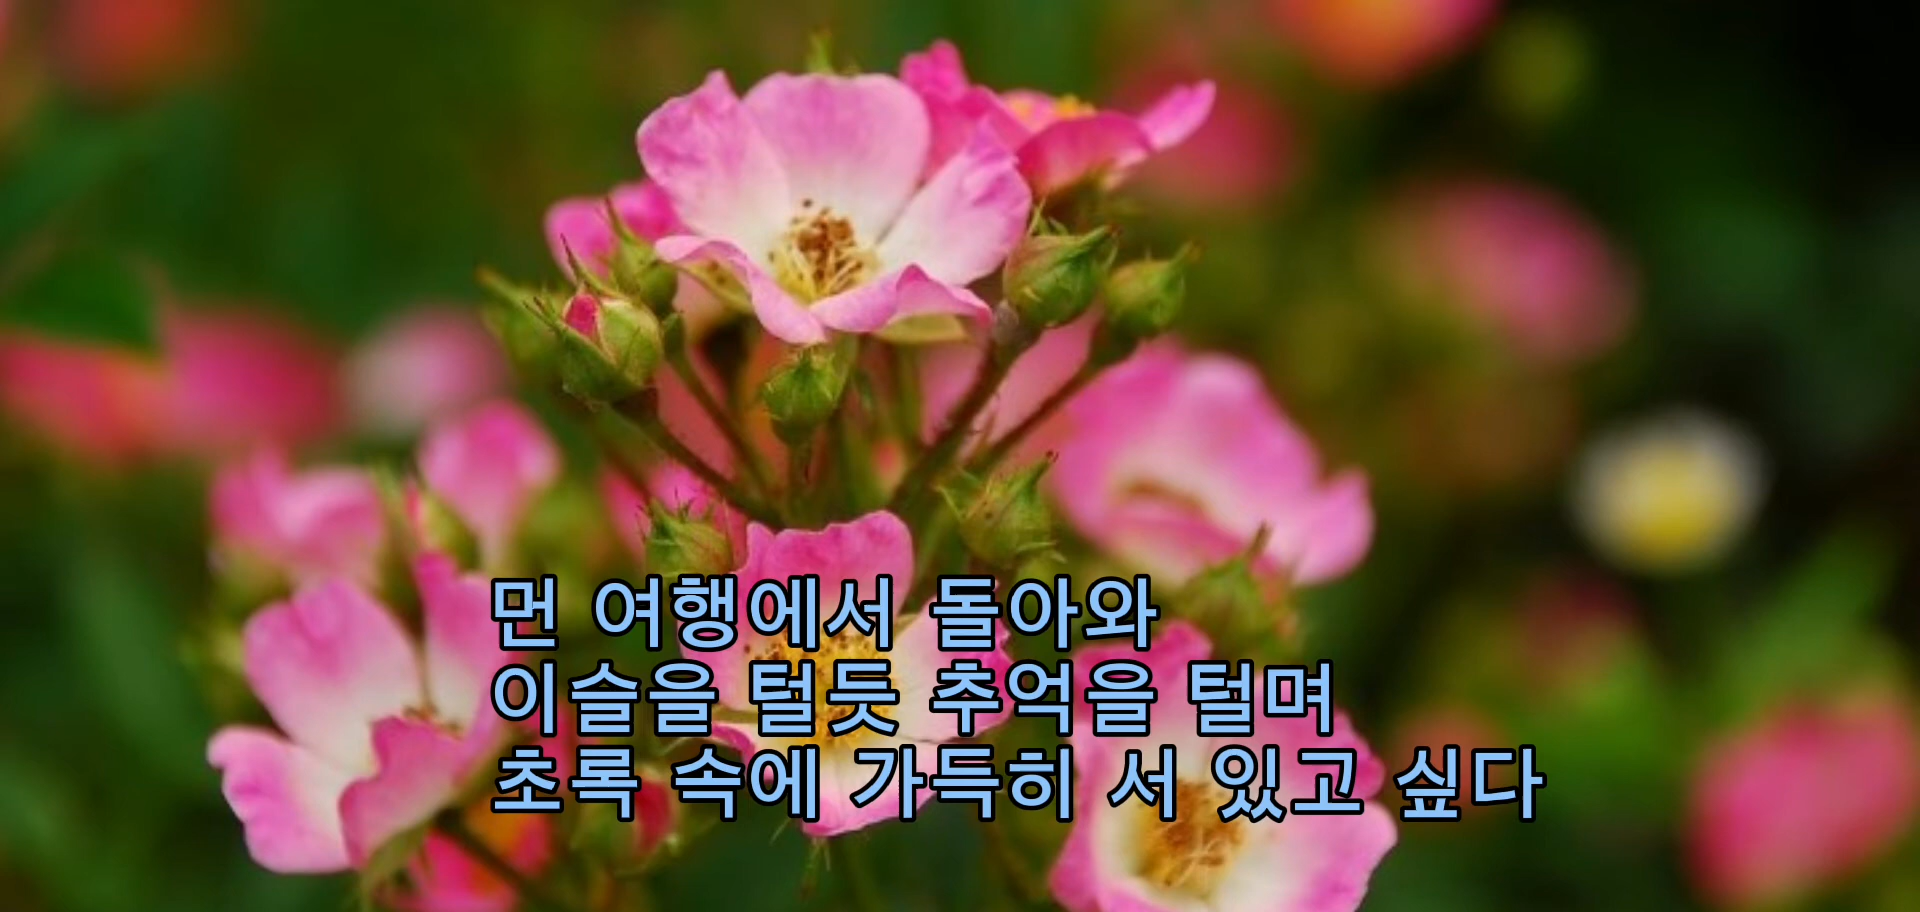 먼 여행에서 돌아와
이슬을 털듯 추억을 털며
초록 속에 가득히 서 있고 싶다